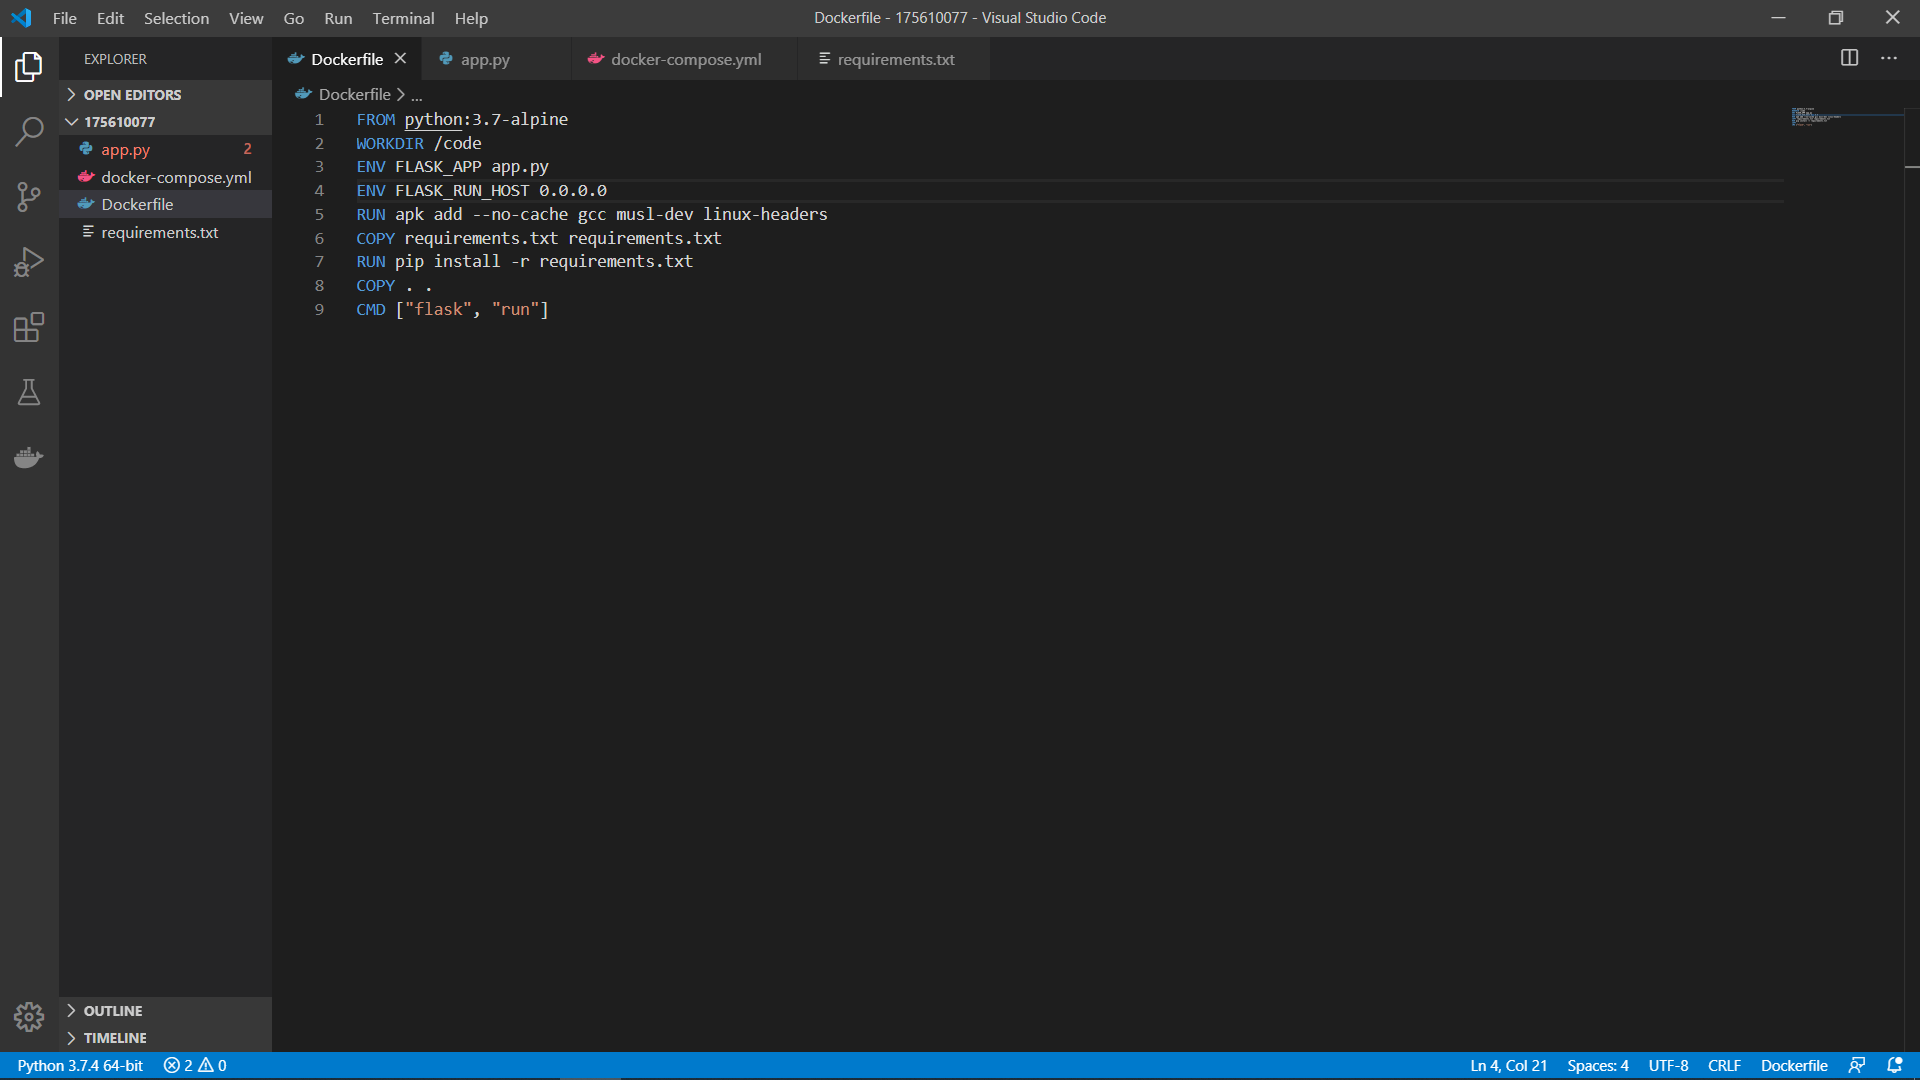 File Edit Selection View Go Run Terminal Help
Dockerfile - 175610077 - Visual Studio Code
EXPLORER
OPEN EDITORS
175610077
app.py 2
docker-compose.yml
Dockerfile
requirements.txt
OUTLINE
TIMELINE
Dockerfile app.py docker-compose.yml requirements.txt
Dockerfile > ...
1 FROM python:3.7-alpine
2 WORKDIR /code
3 ENV FLASK_APP app.py
4 ENV FLASK_RUN_HOST 0.0.0.0
5 RUN apk add --no-cache gcc musl-dev linux-headers
6 COPY requirements.txt requirements.txt
7 RUN pip install -r requirements.txt
8 COPY . .
9 CMD ["flask", "run"]
Python 3.7.4 64-bit 2 0 Ln 4, Col 21 Spaces: 4 UTF-8 CRLF Dockerfile